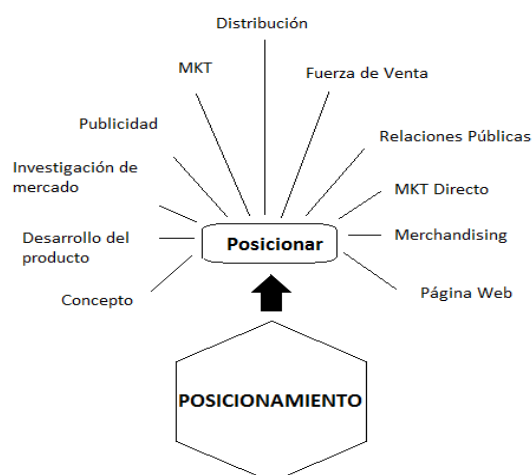 Distribución
MKT
Fuerza de Venta
Publicidad
Relaciones Públicas
Investigación de
mercado
MKT Directo
Desarrollo del
producto
Posicionar
Merchandising
Concepto
Página Web
POSICIONAMIENTO